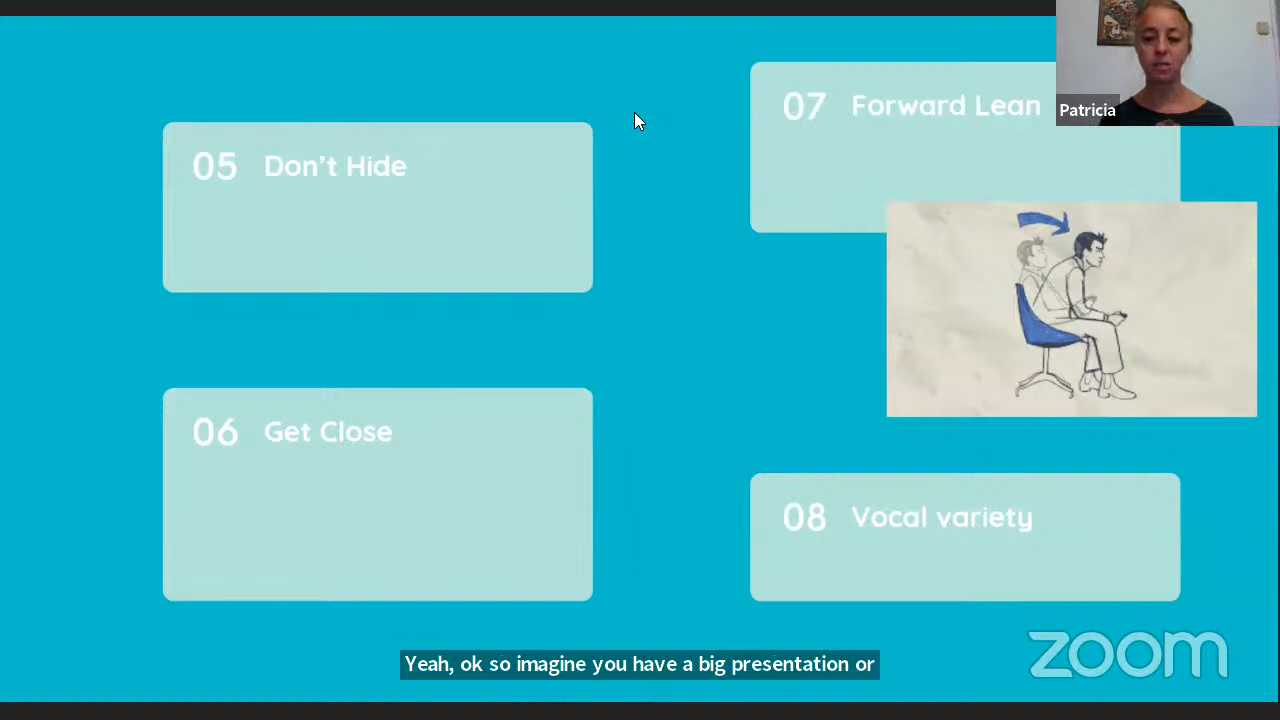 05 Don't Hide
06 Get Close
07 Forward Lean
Patricia
08 Vocal variety
Yeah, ok so imagine you have a big presentation or
zoom